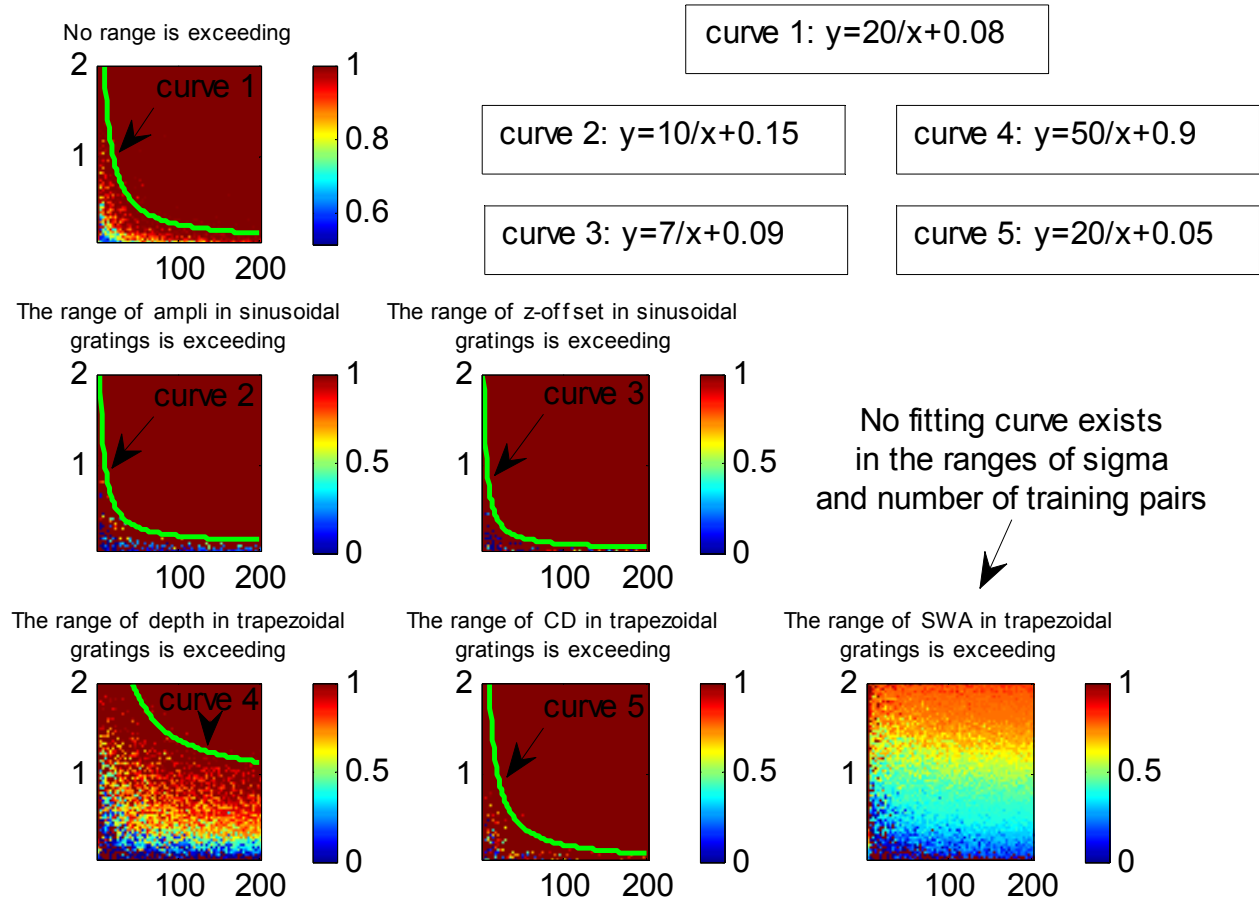 No range is exceeding
curve 1: y=20/x+0.08
2
curve 1
1
100 200
1
0.8
0.6
curve 2: y=10/x+0.15
curve 4: y=50/x+0.9
curve 3: y=7/x+0.09
curve 5: y=20/x+0.05
The range of ampli in sinusoidal
gratings is exceeding
2
curve 2
1
100 200
1
0.5
0
The range of z-offset in sinusoidal
gratings is exceeding
2
curve 3
1
100 200
1
0.5
0
No fitting curve exists
in the ranges of sigma
and number of training pairs
The range of depth in trapezoidal
gratings is exceeding
2
curve 4
1
100 200
1
0.5
0
The range of CD in trapezoidal
gratings is exceeding
2
curve 5
1
100 200
1
0.5
0
The range of SWA in trapezoidal
gratings is exceeding
2
1
100 200
1
0.5
0